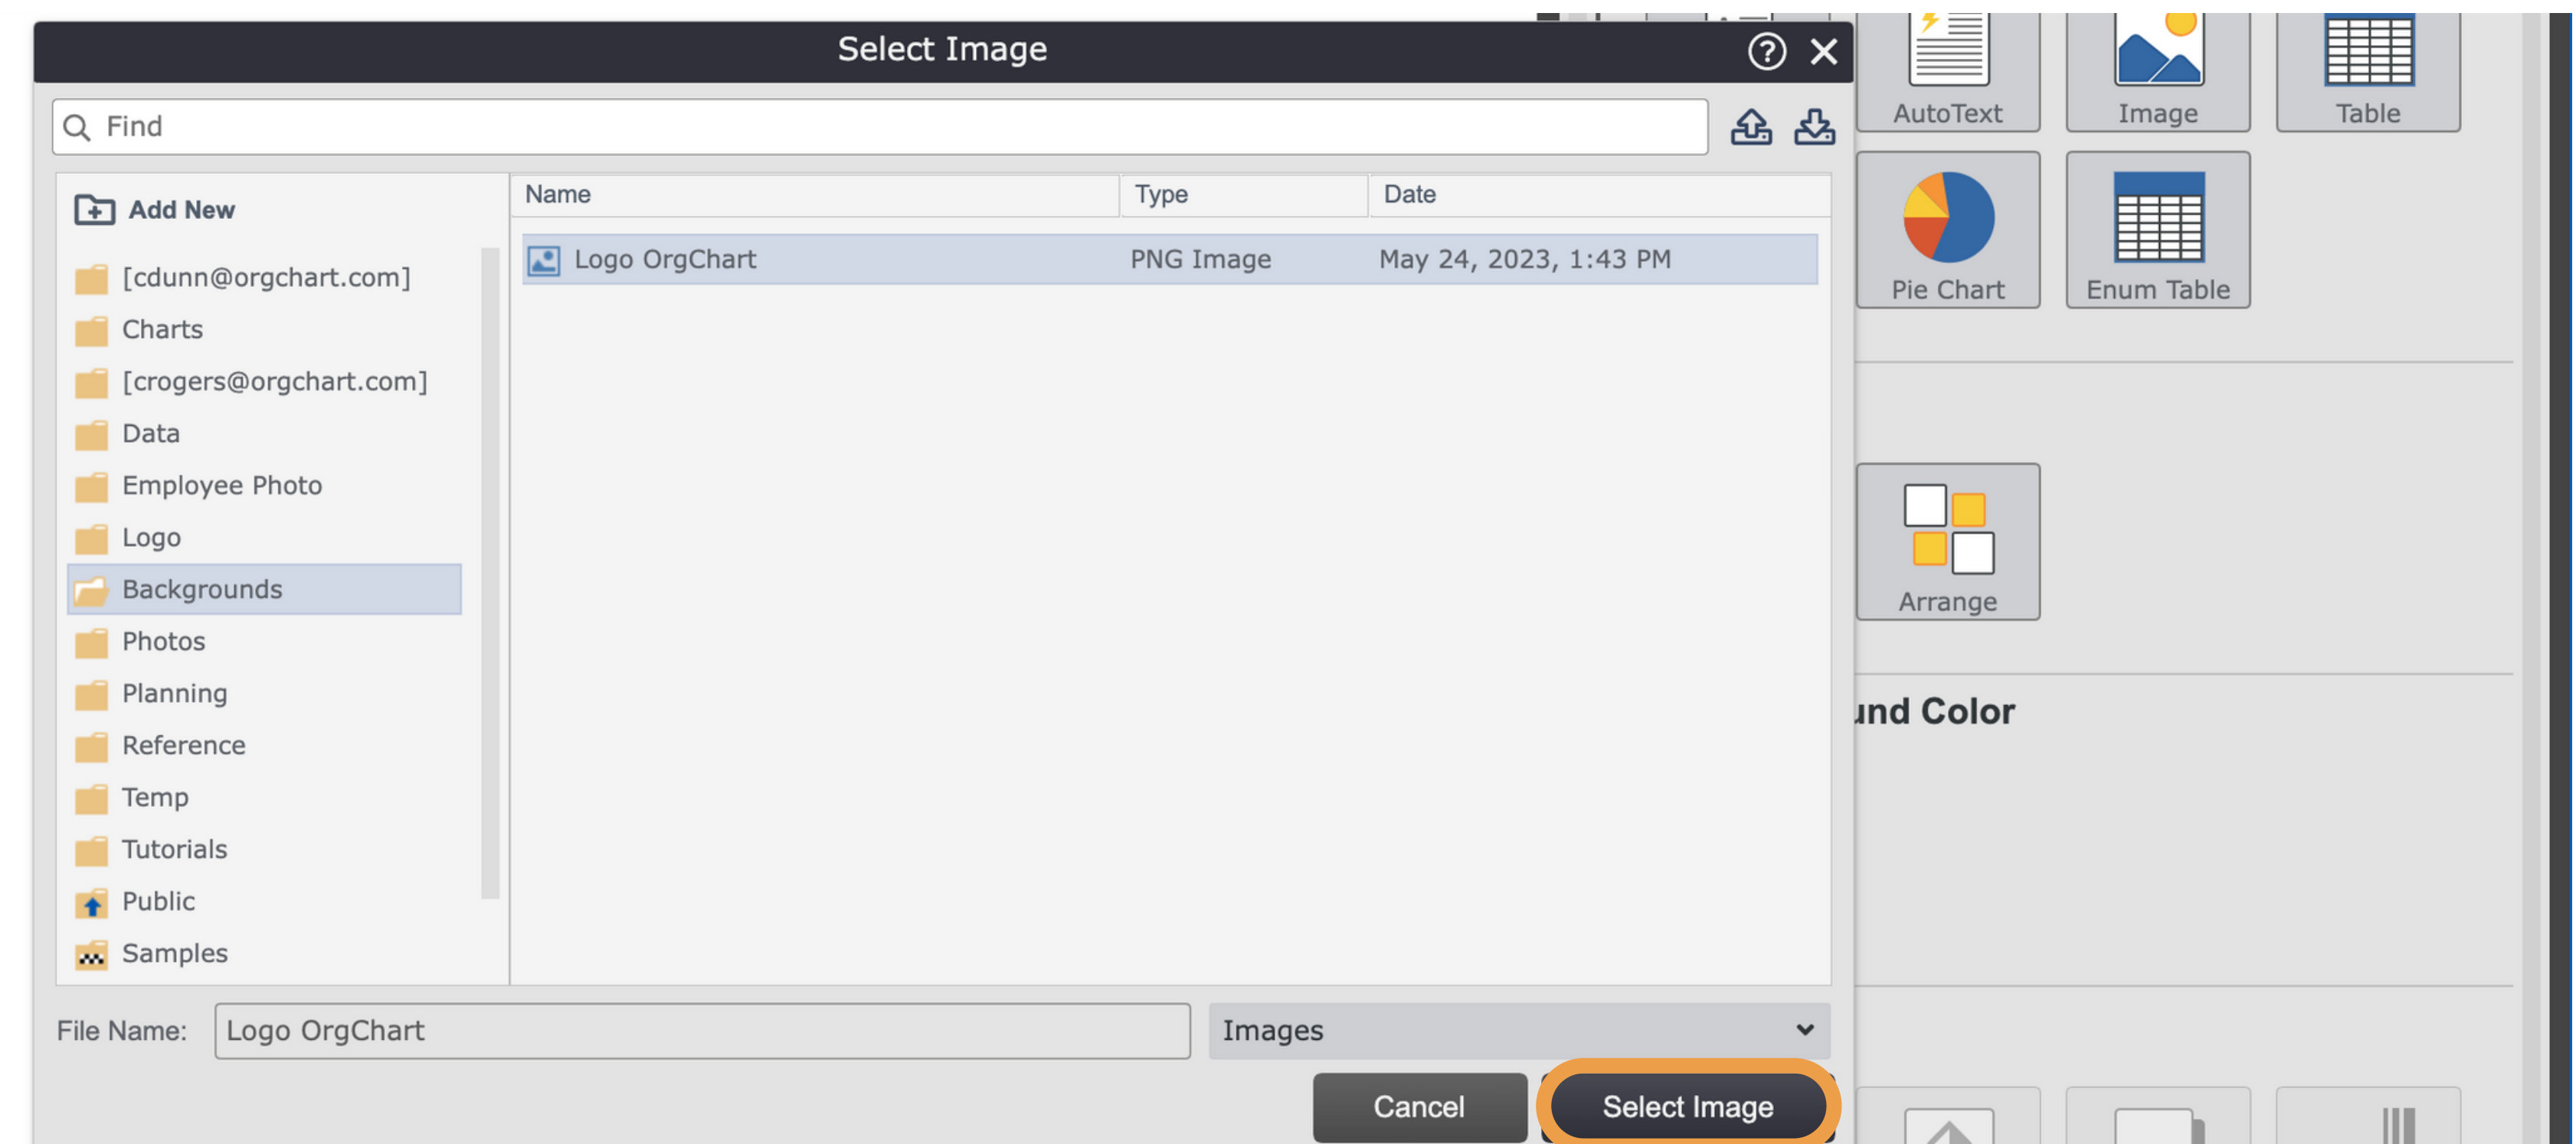 Select Image
Find
Add New
[cdunn@orgchart.com]
Charts
[crogers@orgchart.com]
Data
Employee Photo
Logo
Backgrounds
Photos
Planning
Reference
Temp
Tutorials
Public
Samples
Name Type Date
Logo OrgChart PNG Image May 24, 2023, 1:43 PM
File Name: Logo OrgChart Images
Cancel Select Image
AutoText Image Table
Pie Chart Enum Table
Arrange
und Color